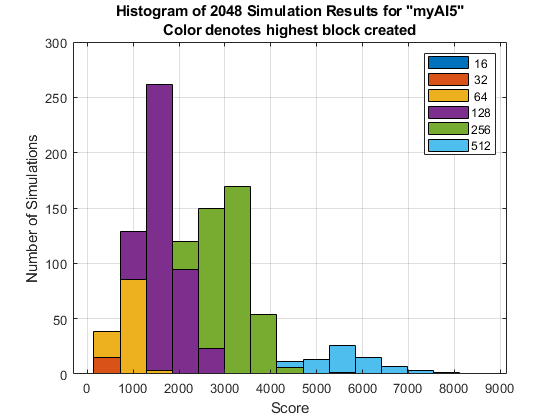 Histogram of 2048 Simulation Results for "myAI5"
Color denotes highest block created
300
250
200
150
100
50
0
Number of Simulations
16
32
64
128
256
512
0 1000 2000 3000 4000 5000 6000 7000 8000 9000
Score